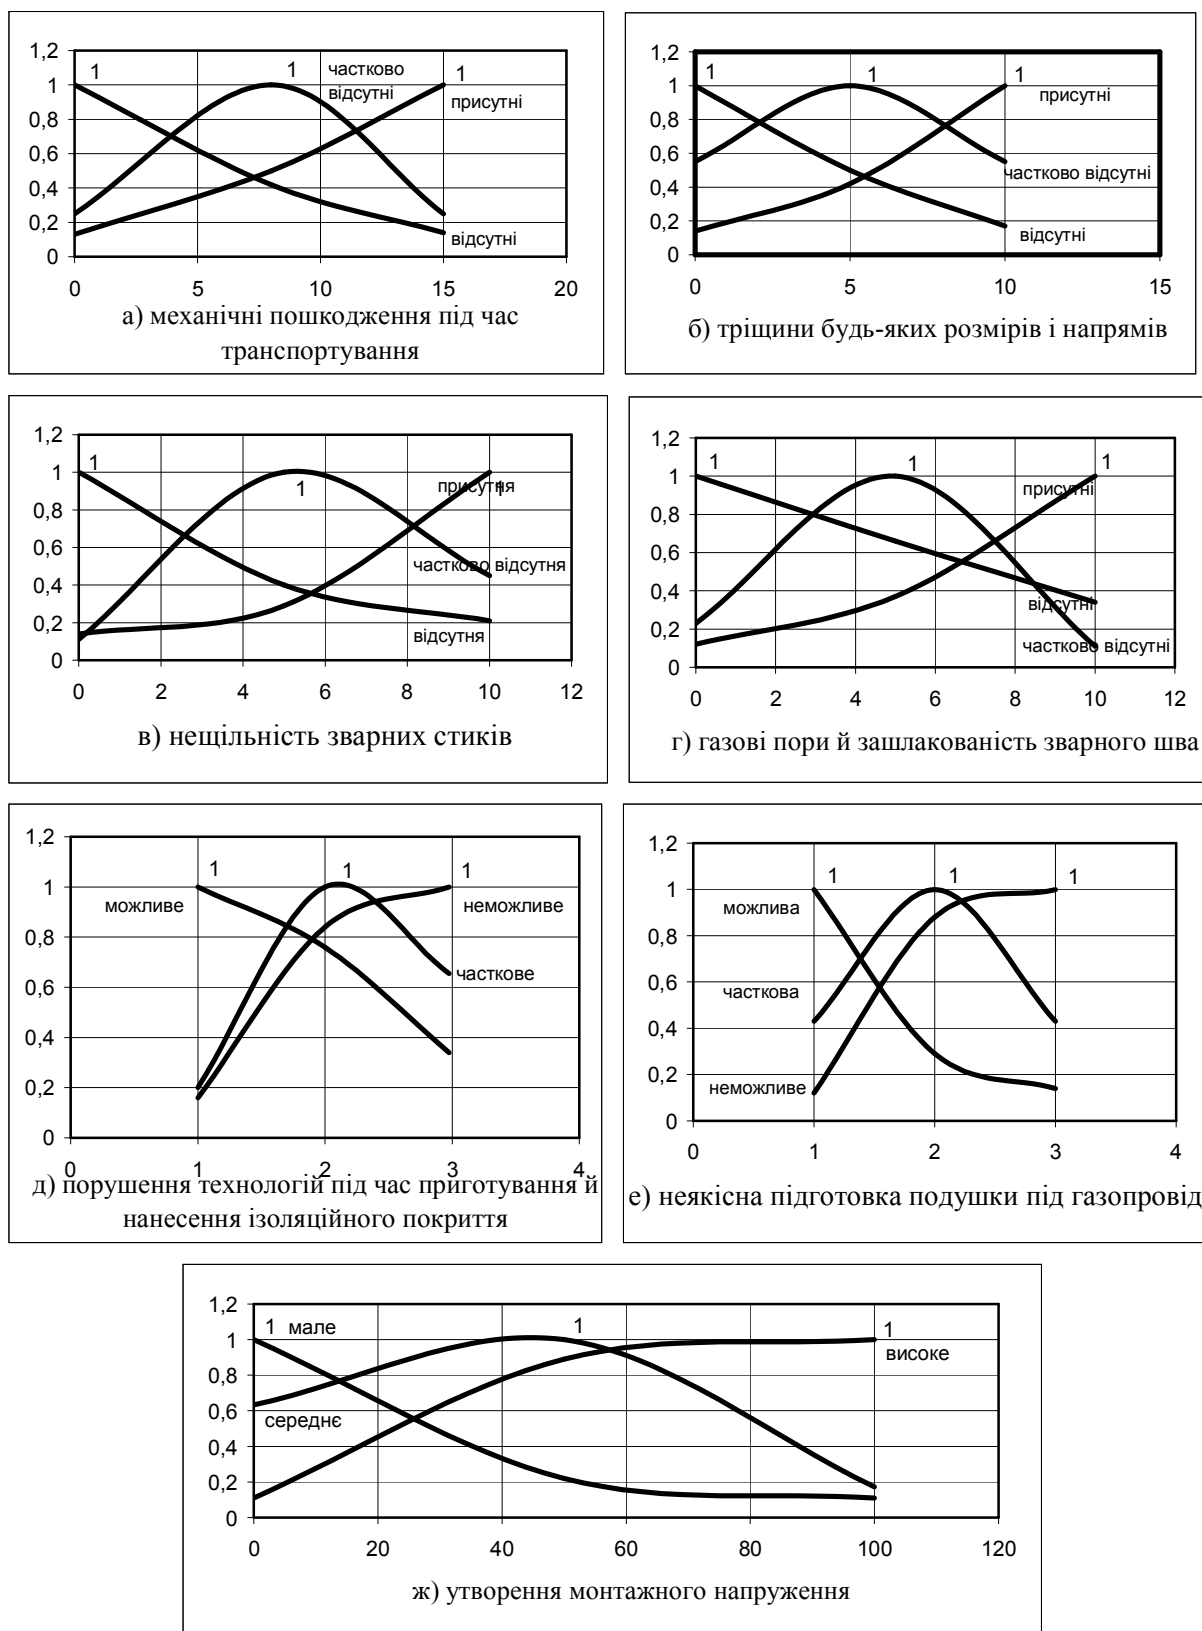 1,2
1
0,8
0,6
0,4
0,2
0
1
1
частково
відсутні
1
присутні
відсутні
0 5 10 15 20
а) механічні пошкодження під час
транспортування
1,2
1
0,8
0,6
0,4
0,2
0
1
1
1
присутні
частково відсутні
відсутні
0 5 10 15
б) тріщини будь-яких розмірів і напрямів
1,2
1
0,8
0,6
0,4
0,2
0
1
1
присутня
1
частково відсутня
відсутня
0 2 4 6 8 10 12
в) нещільність зварних стиків
1,2
1
0,8
0,6
0,4
0,2
0
1
1
1
присутні
відсутні
частково відсутні
0 2 4 6 8 10 12
г) газові пори й зашлакованість зварного шва
1,2
1
0,8
0,6
0,4
0,2
0
1
1
1
можливе
неможливе
часткове
0 1 2 3 4
д) порушення технологій під час приготування й
нанесення ізоляційного покриття
1,2
1
0,8
0,6
0,4
0,2
0
1
1
1
можлива
часткова
неможливе
0 1 2 3 4
е) неякісна підготовка подушки під газопровід
1,2
1
0,8
0,6
0,4
0,2
0
1 мале
1
1
високе
середнє
0 20 40 60 80 100 120
ж) утворення монтажного напруження